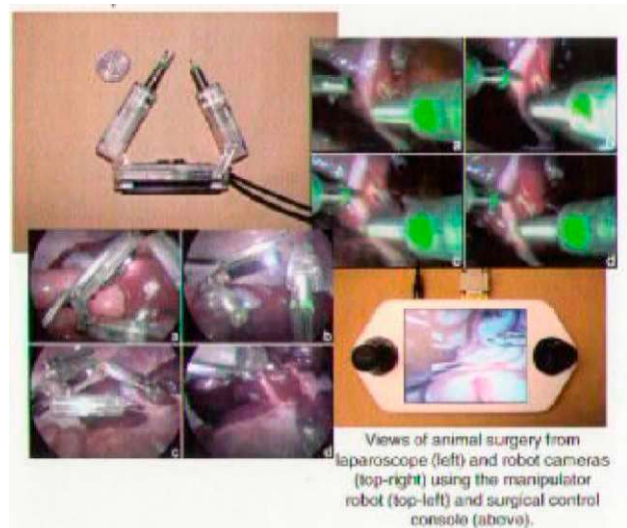 a
b
c
d
a
b
c
d
Views of animal surgery from
laparoscope (left) and robot cameras
(top-right) using the manipulator
robot (top-left) and surgical control
console (above).